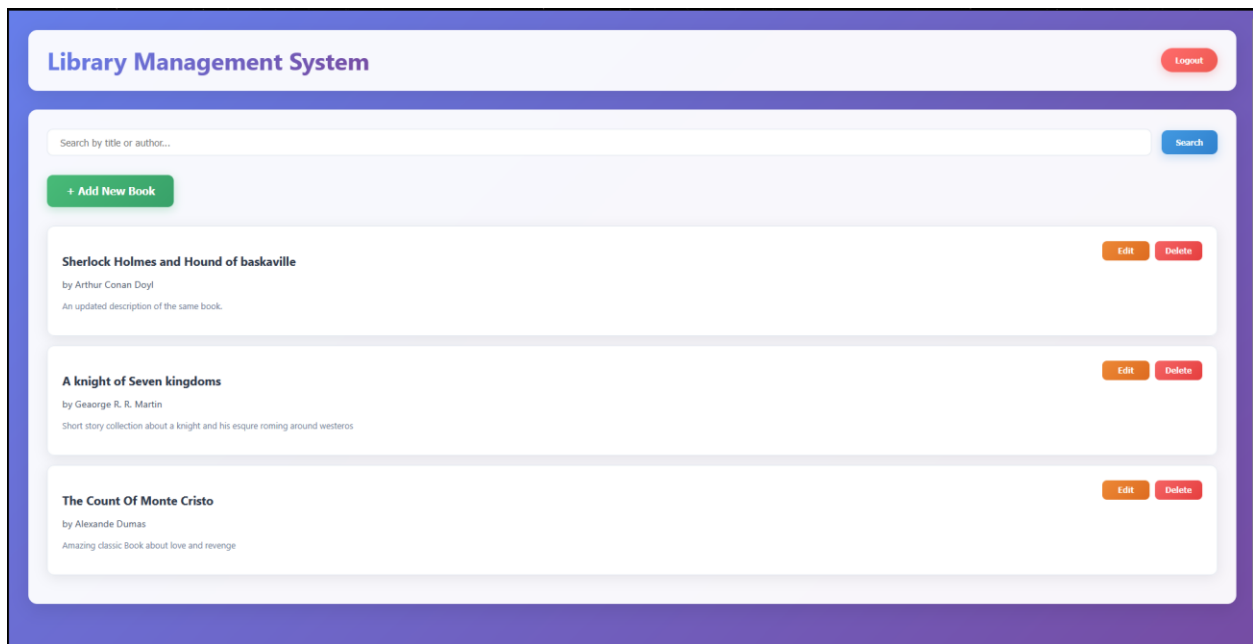 Library Management System
Logout
Search by title or author...
Search
+ Add New Book
Sherlock Holmes and Hound of baskaville
Edit
Delete
by Arthur Conan Doyl
An updated description of the same book.
A knight of Seven kingdoms
Edit
Delete
by Geaorge R. R. Martin
Short story collection about a knight and his esqure roming around westeros
The Count Of Monte Cristo
Edit
Delete
by Alexande Dumas
Amazing classic Book about love and revenge